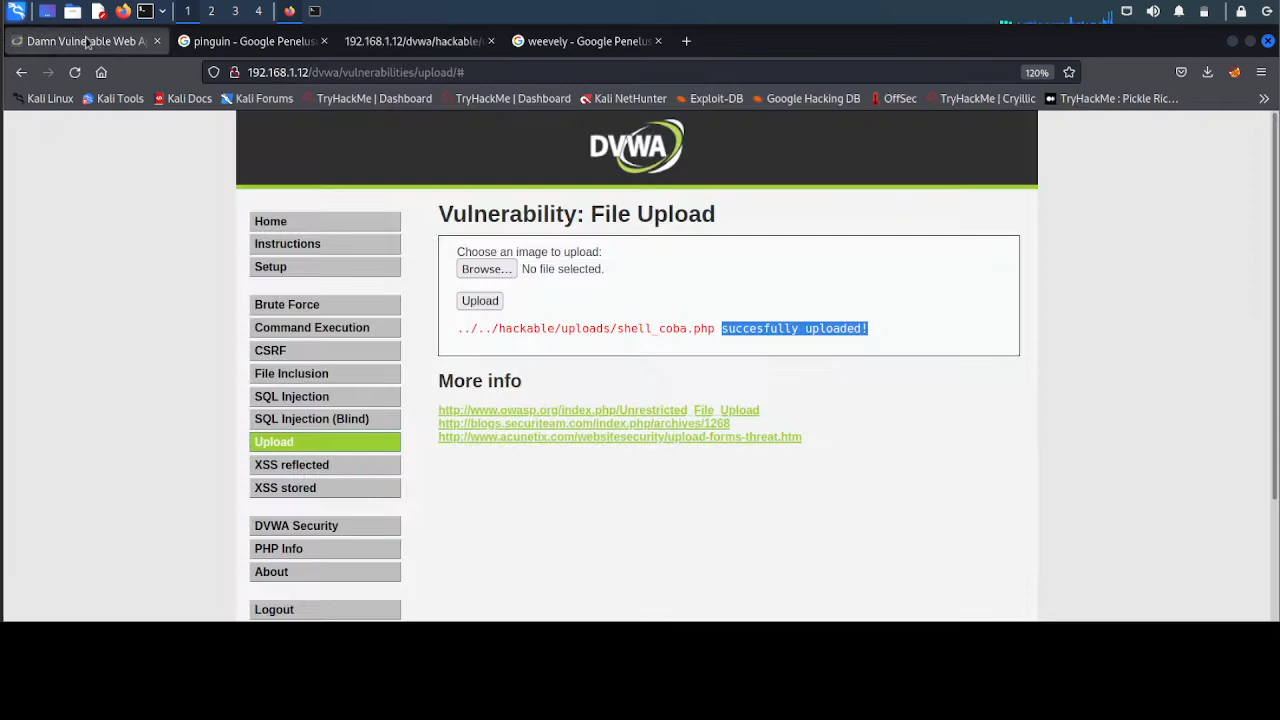 1 2 3 4
Damn Vulnerable Web Ap
pinguin - Google Penelus
192.168.1.12/dvwa/hackable/
weevely - Google Penelus
192.168.1.12/dvwa/vulnerabilities/upload/#
120%
Kali Linux Kali Tools Kali Docs Kali Forums TryHackMe | Dashboard TryHackMe | Dashboard Kali NetHunter Exploit-DB Google Hacking DB OffSec TryHackMe | Cryillic TryHackMe : Pickle Ric...
DVWA
Vulnerability: File Upload
Home
Instructions
Setup
Brute Force
Command Execution
CSRF
File Inclusion
SQL Injection
SQL Injection (Blind)
Upload
XSS reflected
XSS stored
DVWA Security
PHP Info
About
Logout
Choose an image to upload:
Browse... No file selected.
Upload
../../hackable/uploads/shell_coba.php succesfully uploaded!
More info
http://www.owasp.org/index.php/Unrestricted_File_Upload
http://blogs.securiteam.com/index.php/archives/1268
http://www.acunetix.com/websitesecurity/upload-forms-threat.htm